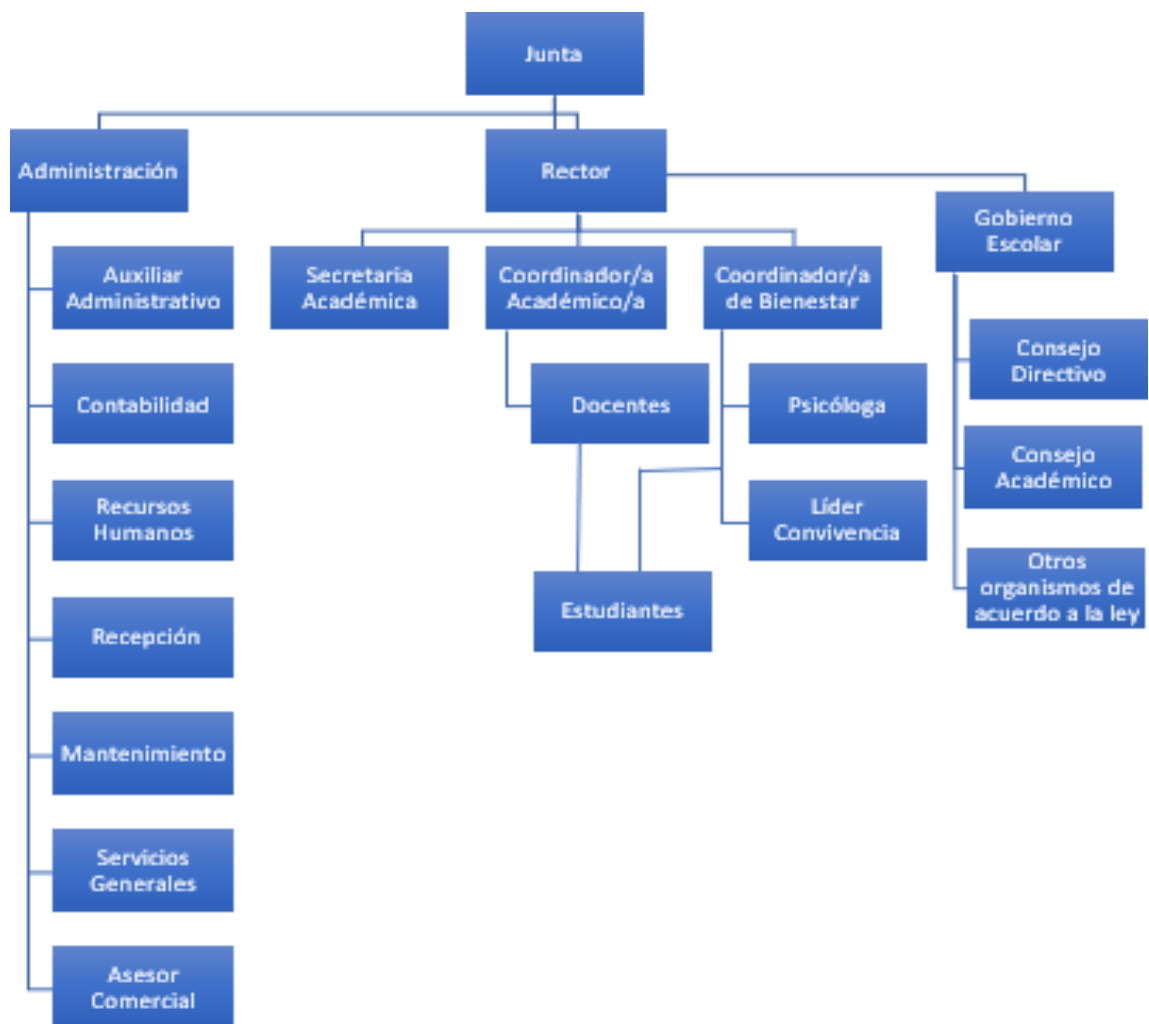 Junta
Administración
Rector
Gobierno
Escolar
Auxiliar
Administrativo
Secretaria
Académica
Coordinador/a
Académico/a
Coordinador/a
de Bienestar
Consejo
Directivo
Contabilidad
Docentes
Psicóloga
Consejo
Académico
Recursos
Humanos
Líder
Convivencia
Otros
organismos de
acuerdo a la ley
Recepción
Estudiantes
Mantenimiento
Servicios
Generales
Asesor
Comercial